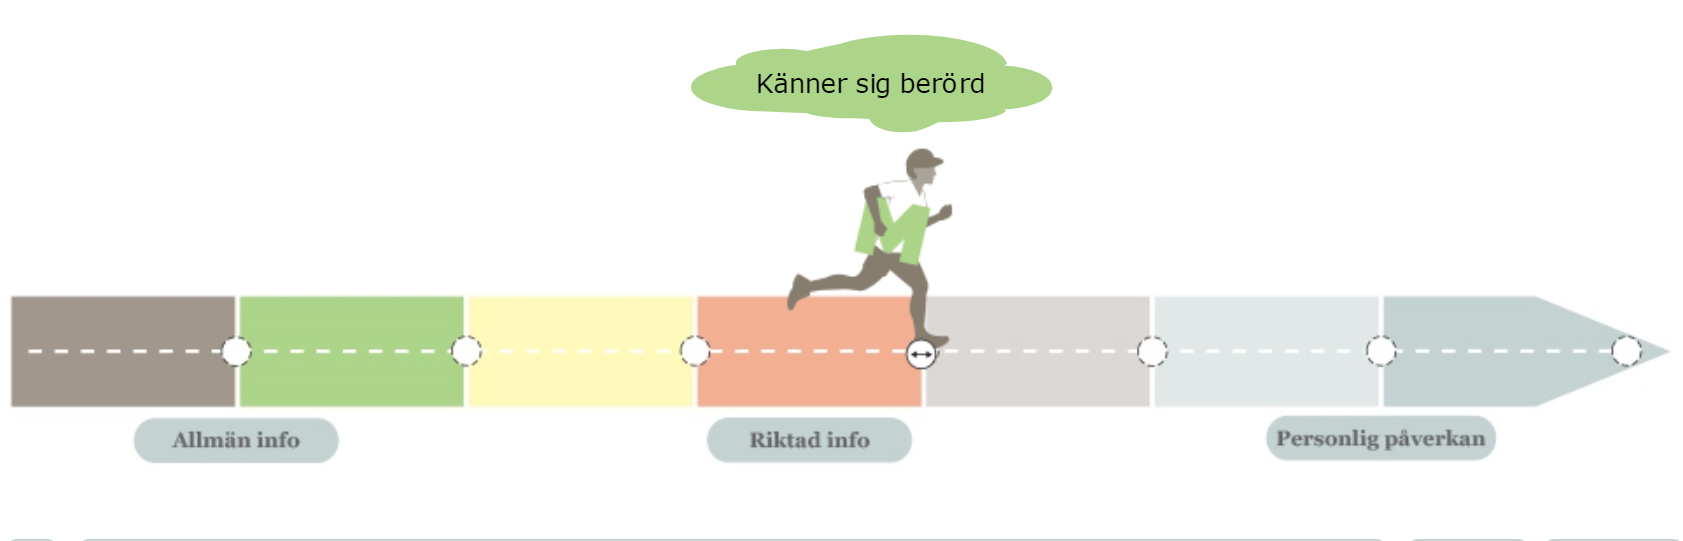 Känner sig berörd
Allmän info
Riktad info
Personlig påverkan